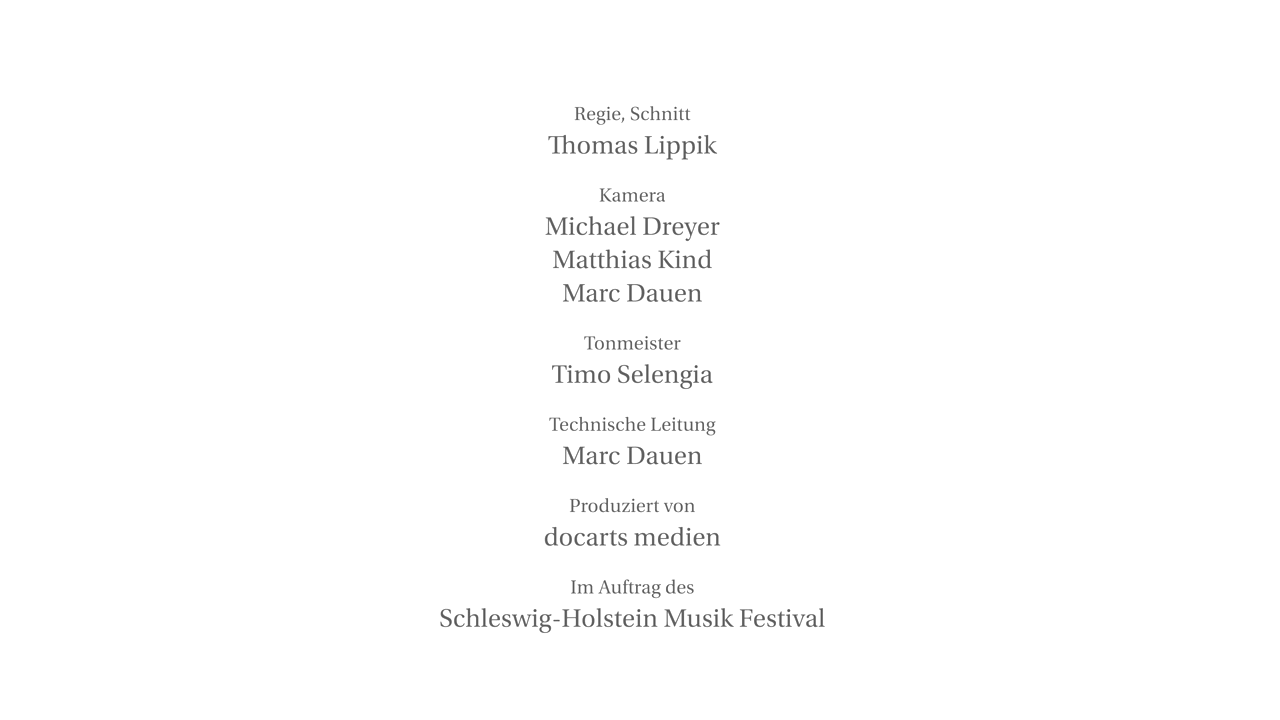 Regie, Schnitt
Thomas Lippik
Kamera
Michael Dreyer
Matthias Kind
Marc Dauen
Tonmeister
Timo Selengia
Technische Leitung
Marc Dauen
Produziert von
docarts medien
Im Auftrag des
Schleswig-Holstein Musik Festival